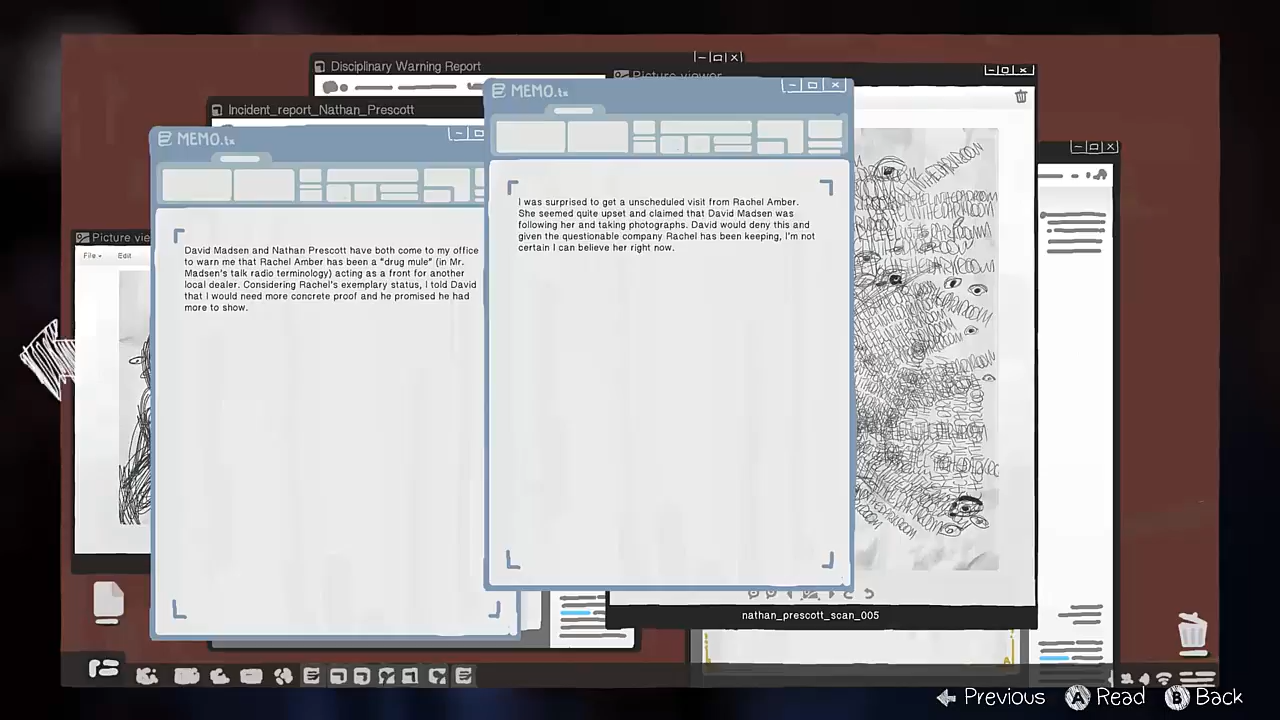 Disciplinary Warning Report
Picture viewer
Incident_report_Nathan_Prescott
MEMO.tx
MEMO.tx
I was surprised to get a unscheduled visit from Rachel Amber.
She seemed quite upset and claimed that David Madsen was
following her and taking photographs. David would deny this and
given the questionable company Rachel has been keeping, I'm not
certain I can believe her right now.
Picture vie
File
Edit
David Madsen and Nathan Prescott have both come to my office
to warn me that Rachel Amber has been a "drug mule" (in Mr.
Madsen's talk radio terminology) acting as a front for another
local dealer. Considering Rachel's exemplary status, I told David
that I would need more concrete proof and he promised he had
more to show.
nathan_prescott_scan_005
Previous
A Read
B Back